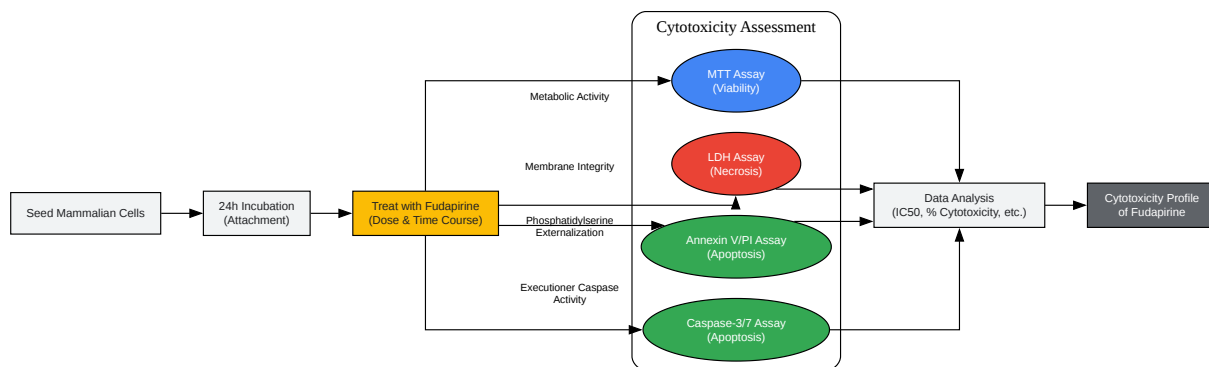 Cytotoxicity Assessment
MTT Assay
(Viability)
Metabolic Activity
LDH Assay
(Necrosis)
Membrane Integrity
Seed Mammalian Cells
24h Incubation
(Attachment)
Treat with Fudapirine
(Dose & Time Course)
Phosphatidylserine
Externalization
Annexin V/PI Assay
(Apoptosis)
Executioner Caspase
Activity
Caspase-3/7 Assay
(Apoptosis)
Data Analysis
(IC50, % Cytotoxicity, etc.)
Cytotoxicity Profile
of Fudapirine